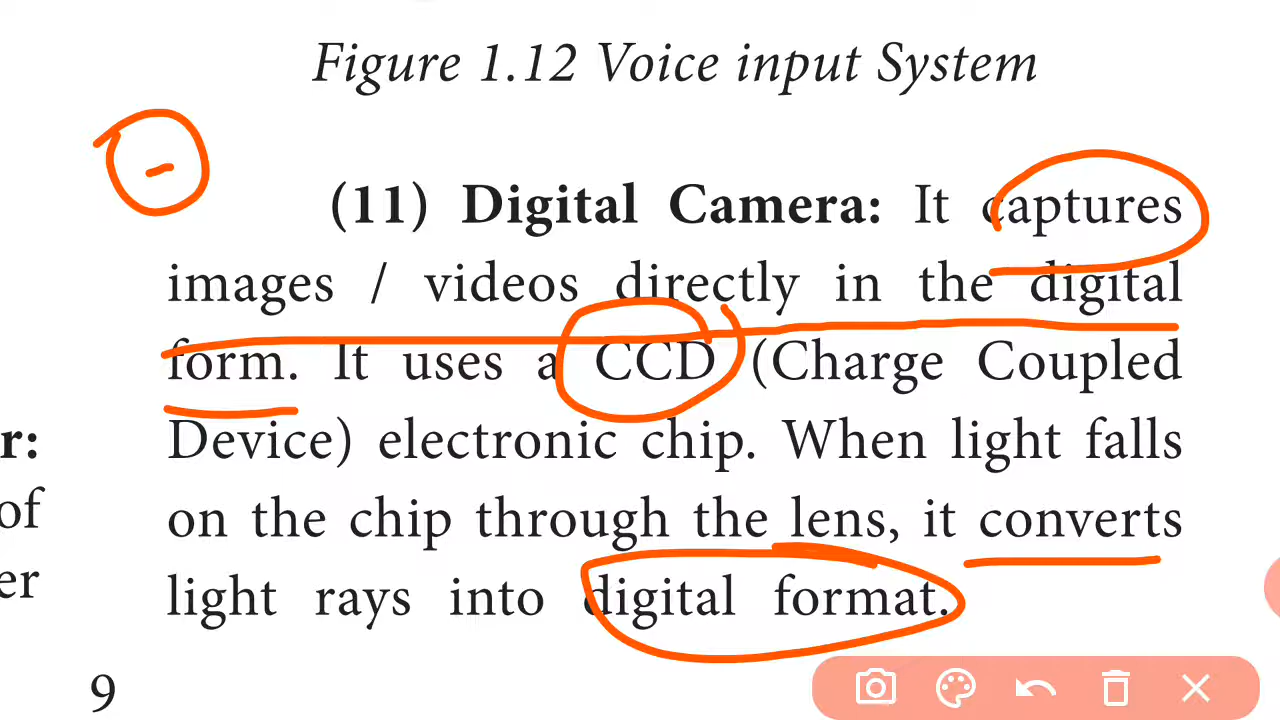 Figure 1.12 Voice input System
(11) Digital Camera: It captures
images / videos directly in the digital
form. It uses a CCD (Charge Coupled
Device) electronic chip. When light falls
on the chip through the lens, it converts
light rays into digital format.
r:
of
er
9